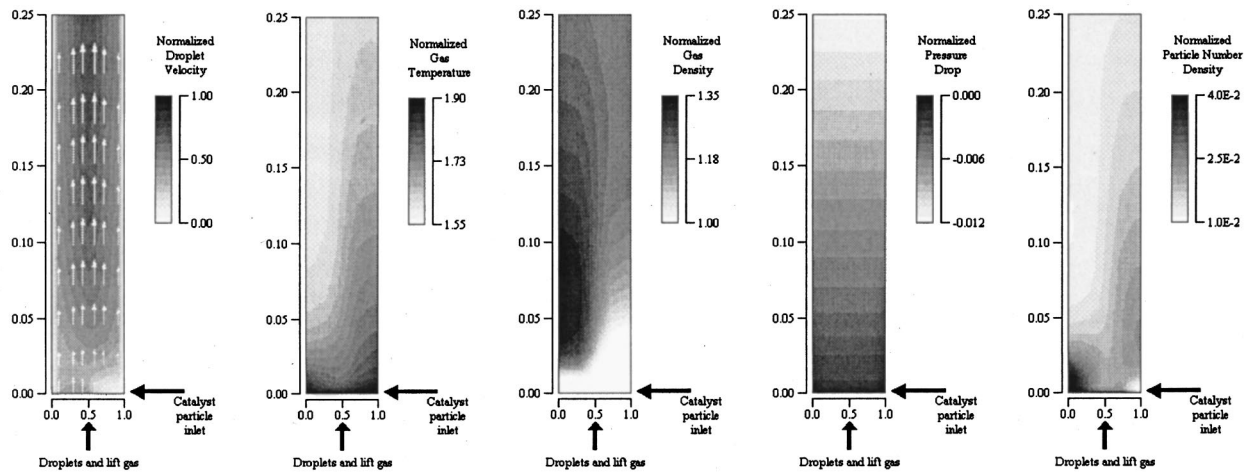 0.25
0.20
0.15
0.10
0.05
0.00
0.0 0.5 1.0
Normalized
Droplet
Velocity
1.00
0.50
0.00
Catalyst
particle
inlet
Droplets and lift gas
0.25
0.20
0.15
0.10
0.05
0.00
0.0 0.5 1.0
Normalized
Gas
Temperature
1.90
1.73
1.55
Catalyst
particle
inlet
Droplets and lift gas
0.25
0.20
0.15
0.10
0.05
0.00
0.0 0.5 1.0
Normalized
Gas
Density
1.35
1.18
1.00
Catalyst
particle
inlet
Droplets and lift gas
0.25
0.20
0.15
0.10
0.05
0.00
0.0 0.5 1.0
Normalized
Pressure
Drop
0.000
-0.006
-0.012
Catalyst
particle
inlet
Droplets and lift gas
0.25
0.20
0.15
0.10
0.05
0.00
0.0 0.5 1.0
Normalized
Particle Number
Density
4.0E-2
2.5E-2
1.0E-2
Catalyst
particle
inlet
Droplets and lift gas